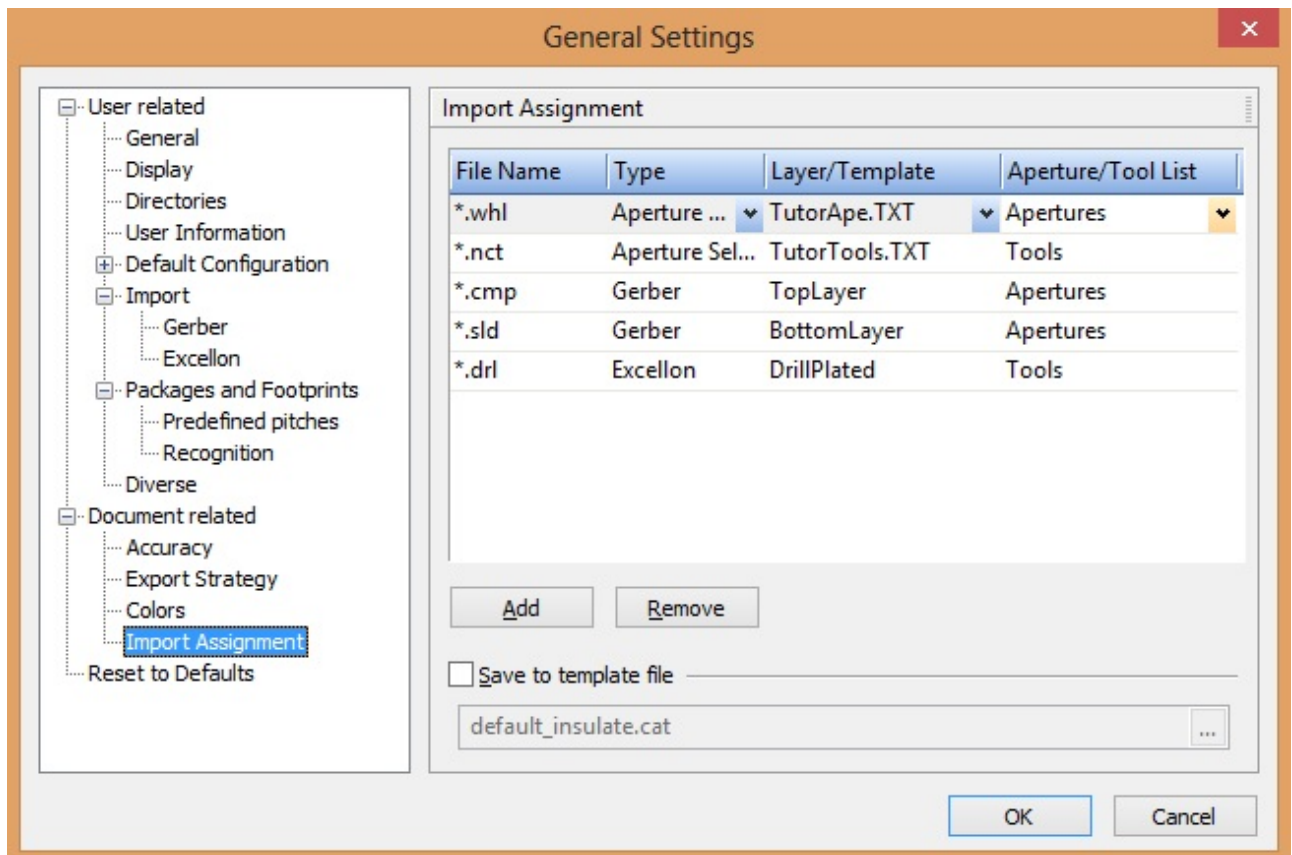 General Settings
User related
General
Display
Directories
User Information
Default Configuration
Import
Gerber
Excellon
Packages and Footprints
Predefined pitches
Recognition
Diverse
Document related
Accuracy
Export Strategy
Colors
Import Assignment
Reset to Defaults
Import Assignment
File Name Type Layer/Template Aperture/Tool List
*.whl Aperture ... TutorApe.TXT Apertures
*.nct Aperture Sel... TutorTools.TXT Tools
*.cmp Gerber TopLayer Apertures
*.sld Gerber BottomLayer Apertures
*.drl Excellon DrillPlated Tools
Add Remove
Save to template file
default_insulate.cat ...
OK Cancel